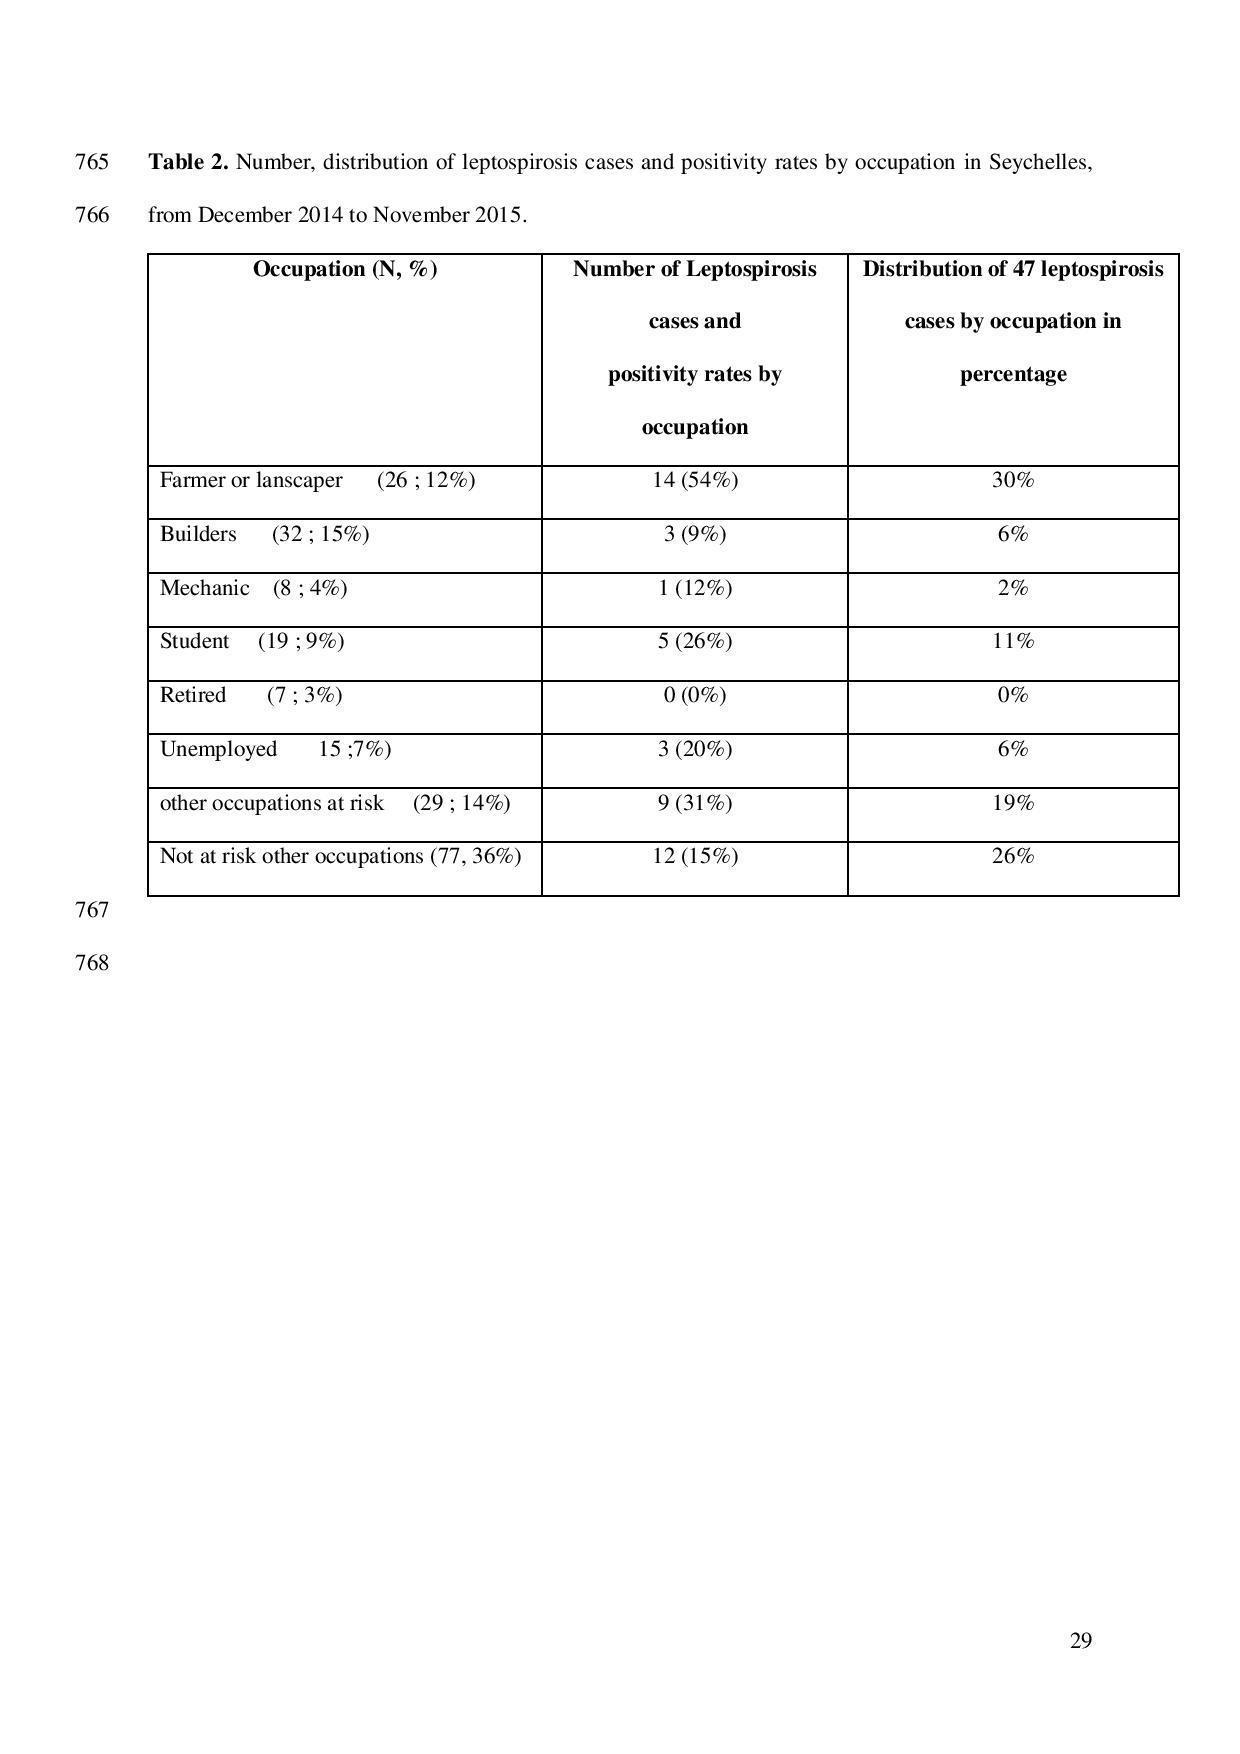 765 Table 2. Number, distribution of leptospirosis cases and positivity rates by occupation in Seychelles,
766 from December 2014 to November 2015.
Occupation (N, %) Number of Leptospirosis Distribution of 47 leptospirosis
cases and cases by occupation in
positivity rates by percentage
occupation
Farmer or lanscaper (26 ; 12%) 14 (54%) 30%
Builders (32 ; 15%) 3 (9%) 6%
Mechanic (8 ; 4%) 1 (12%) 2%
Student (19 ; 9%) 5 (26%) 11%
Retired (7 ; 3%) 0 (0%) 0%
Unemployed 15 ;7%) 3 (20%) 6%
other occupations at risk (29 ; 14%) 9 (31%) 19%
Not at risk other occupations (77, 36%) 12 (15%) 26%
767
768
29